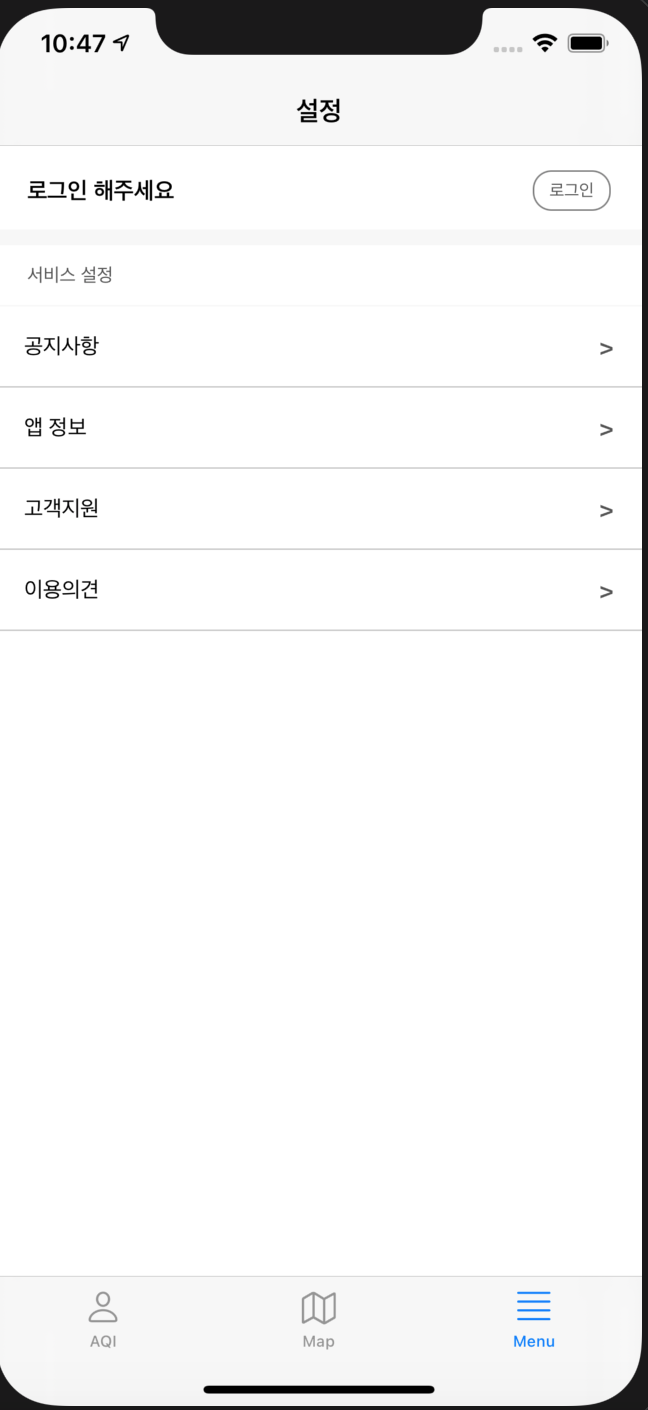 10:47
설정
로그인 해주세요
로그인
서비스 설정
공지사항 >
앱 정보 >
고객지원 >
이용의견 >
AQI Map Menu